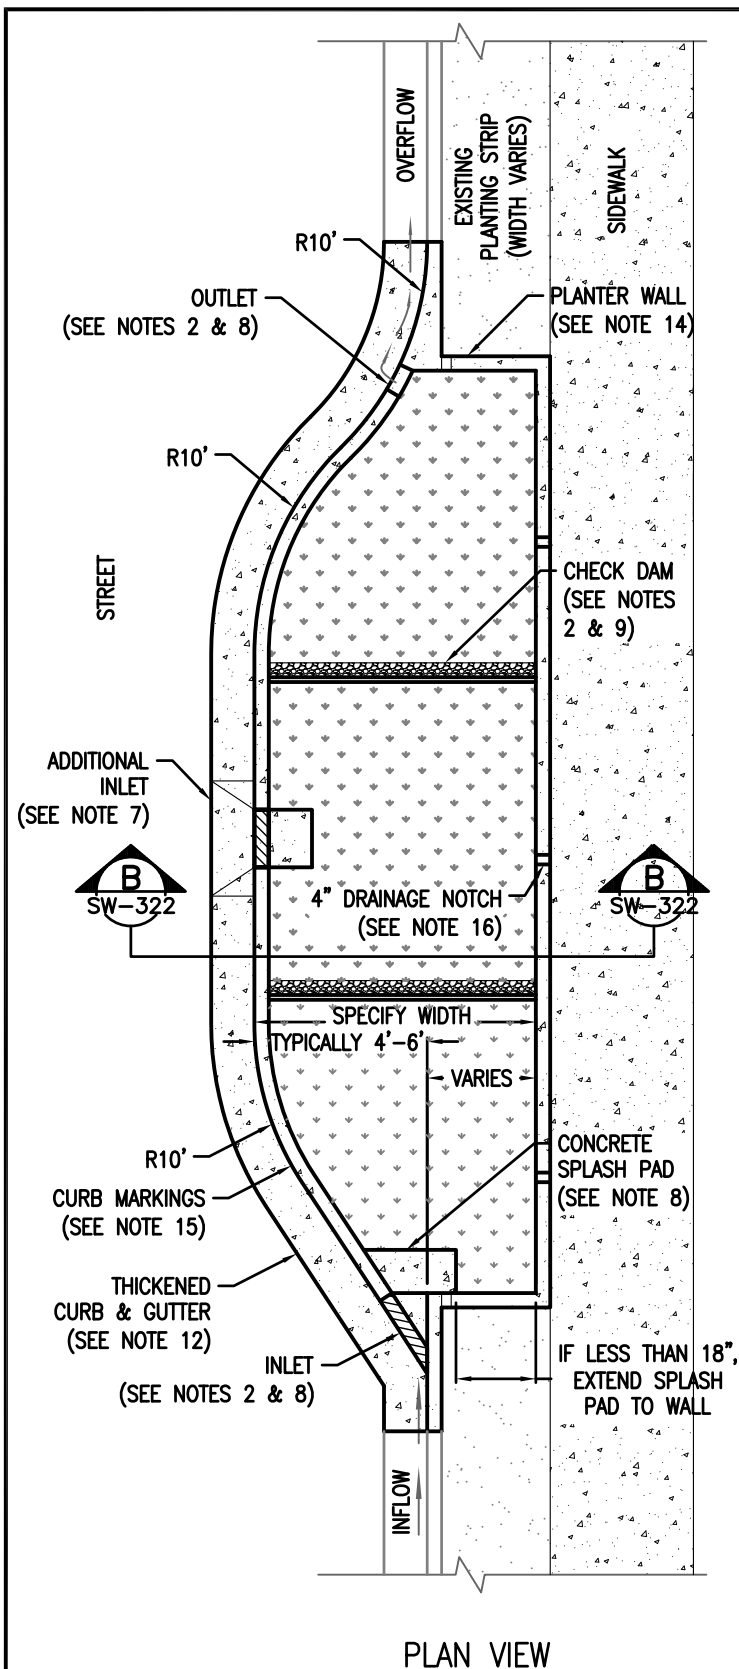 OVERFLOW
EXISTING
PLANTING STRIP
(WIDTH VARIES)
SIDEWALK
R10'
OUTLET
(SEE NOTES 2 & 8)
PLANTER WALL
(SEE NOTE 14)
R10'
STREET
CHECK DAM
(SEE NOTES
2 & 9)
ADDITIONAL
INLET
(SEE NOTE 7)
B
SW-322
4" DRAINAGE NOTCH
(SEE NOTE 16)
B
SW-322
SPECIFY WIDTH
TYPICALLY 4'-6'
VARIES
R10'
CURB MARKINGS
(SEE NOTE 15)
CONCRETE
SPLASH PAD
(SEE NOTE 8)
THICKENED
CURB & GUTTER
(SEE NOTE 12)
INLET
(SEE NOTES 2 & 8)
IF LESS THAN 18",
EXTEND SPLASH
PAD TO WALL
INFLOW
PLAN VIEW